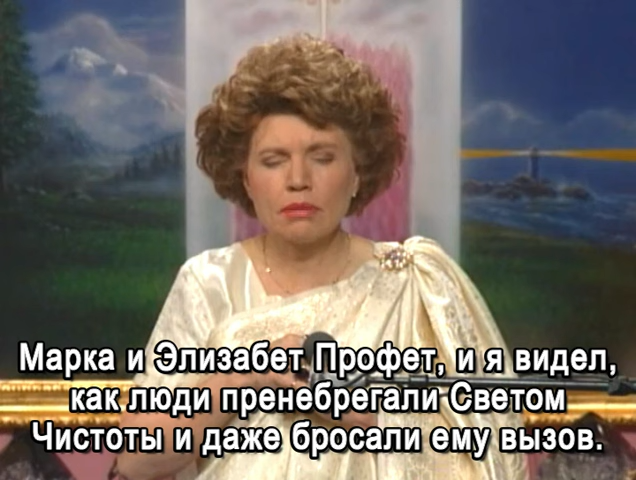 Марка и Элизабет Профет, и я видел,
как люди пренебрегали Светом
Чистоты и даже бросали ему вызов.